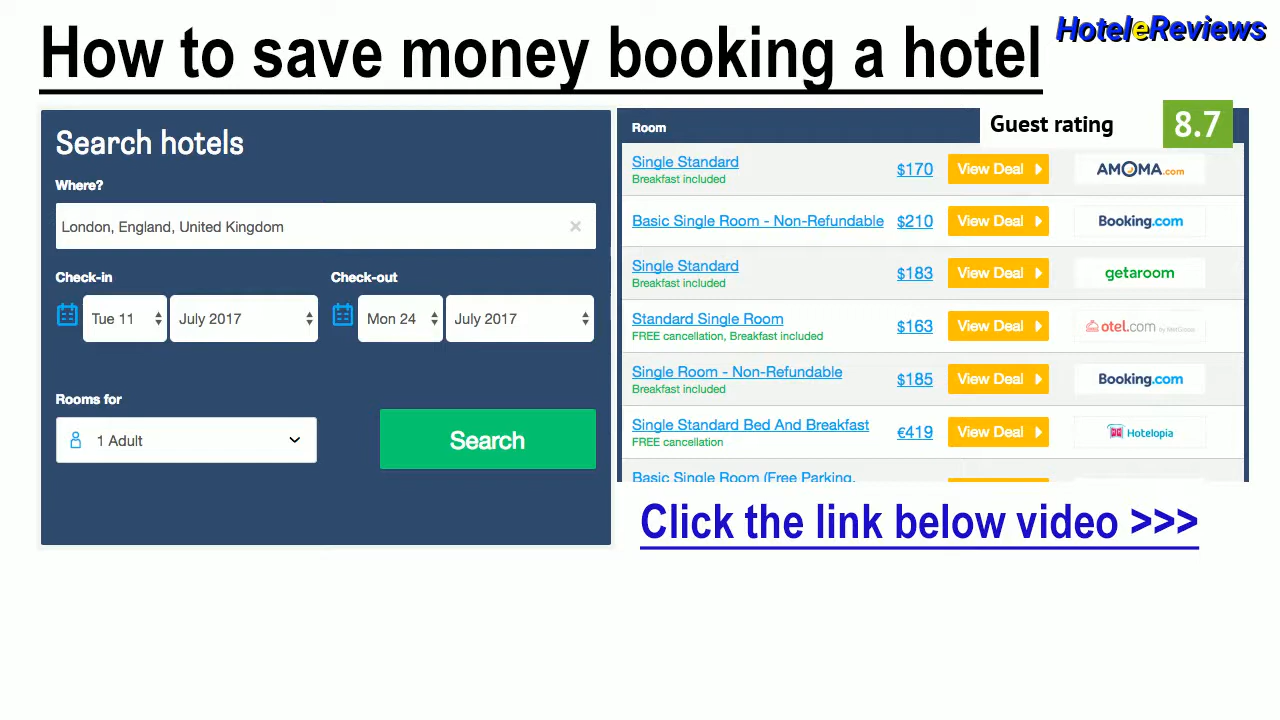 How to save money booking a hotel
HoteleReviews
Search hotels
Where?
London, England, United Kingdom
Check-in
Check-out
Tue 11
July 2017
Mon 24
July 2017
Rooms for
1 Adult
Search
Room
Guest rating
8.7
Single Standard
Breakfast included
$170
View Deal
AMOMA.com
Basic Single Room - Non-Refundable
$210
View Deal
Booking.com
Single Standard
Breakfast included
$183
View Deal
getaroom
Standard Single Room
FREE cancellation, Breakfast included
$163
View Deal
otel.com
Single Room - Non-Refundable
Breakfast included
$185
View Deal
Booking.com
Single Standard Bed And Breakfast
FREE cancellation
€419
View Deal
Hotelopia
Basic Single Room (Free Parking,
Click the link below video >>>